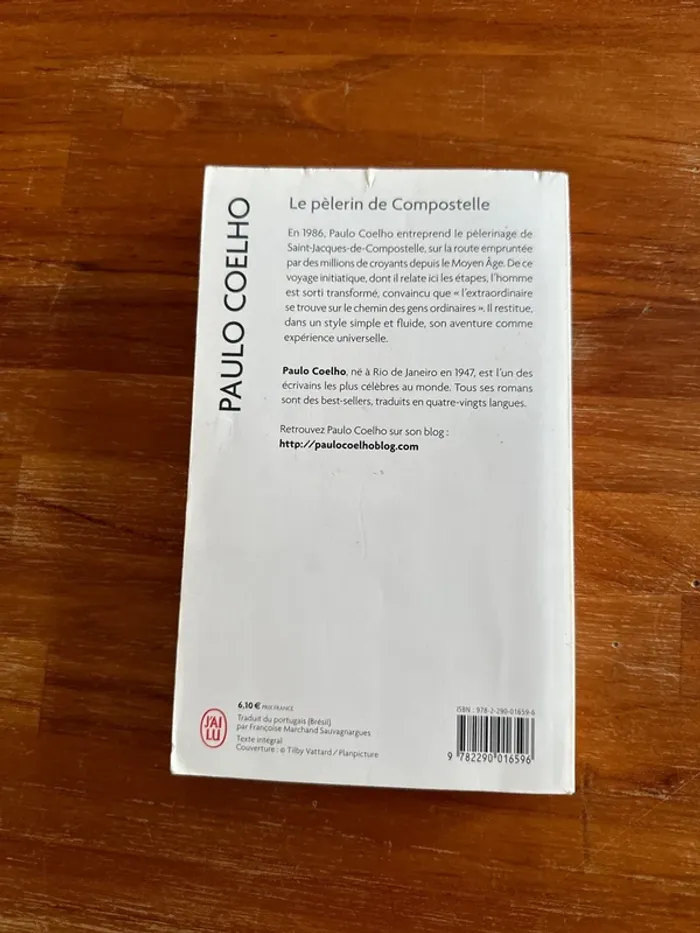 PAULO COELHO
Le pèlerin de Compostelle
En 1986, Paulo Coelho entreprend le pèlerinage de
Saint-Jacques-de-Compostelle, sur la route empruntée
par des millions de croyants depuis le Moyen Âge. De ce
voyage initiatique, dont il relate ici les étapes, l'homme
est sorti transformé, convaincu que « l'extraordinaire
se trouve sur le chemin des gens ordinaires ». Il restitue,
dans un style simple et fluide, son aventure comme
expérience universelle.
Paulo Coelho, né à Rio de Janeiro en 1947, est l'un des
écrivains les plus célèbres au monde. Tous ses romans
sont des best-sellers, traduits en quatre-vingts langues.
Retrouvez Paulo Coelho sur son blog :
http://paulocoelhoblog.com
6,10 € PRIX FRANCE
J'AI
LU
Traduit du portugais (Brésil)
par Françoise Marchand Sauvagnargues
Texte intégral
Couverture : © Tilby Vattard / Planpicture
ISBN : 978-2-290-01659-6
9 782290 016596